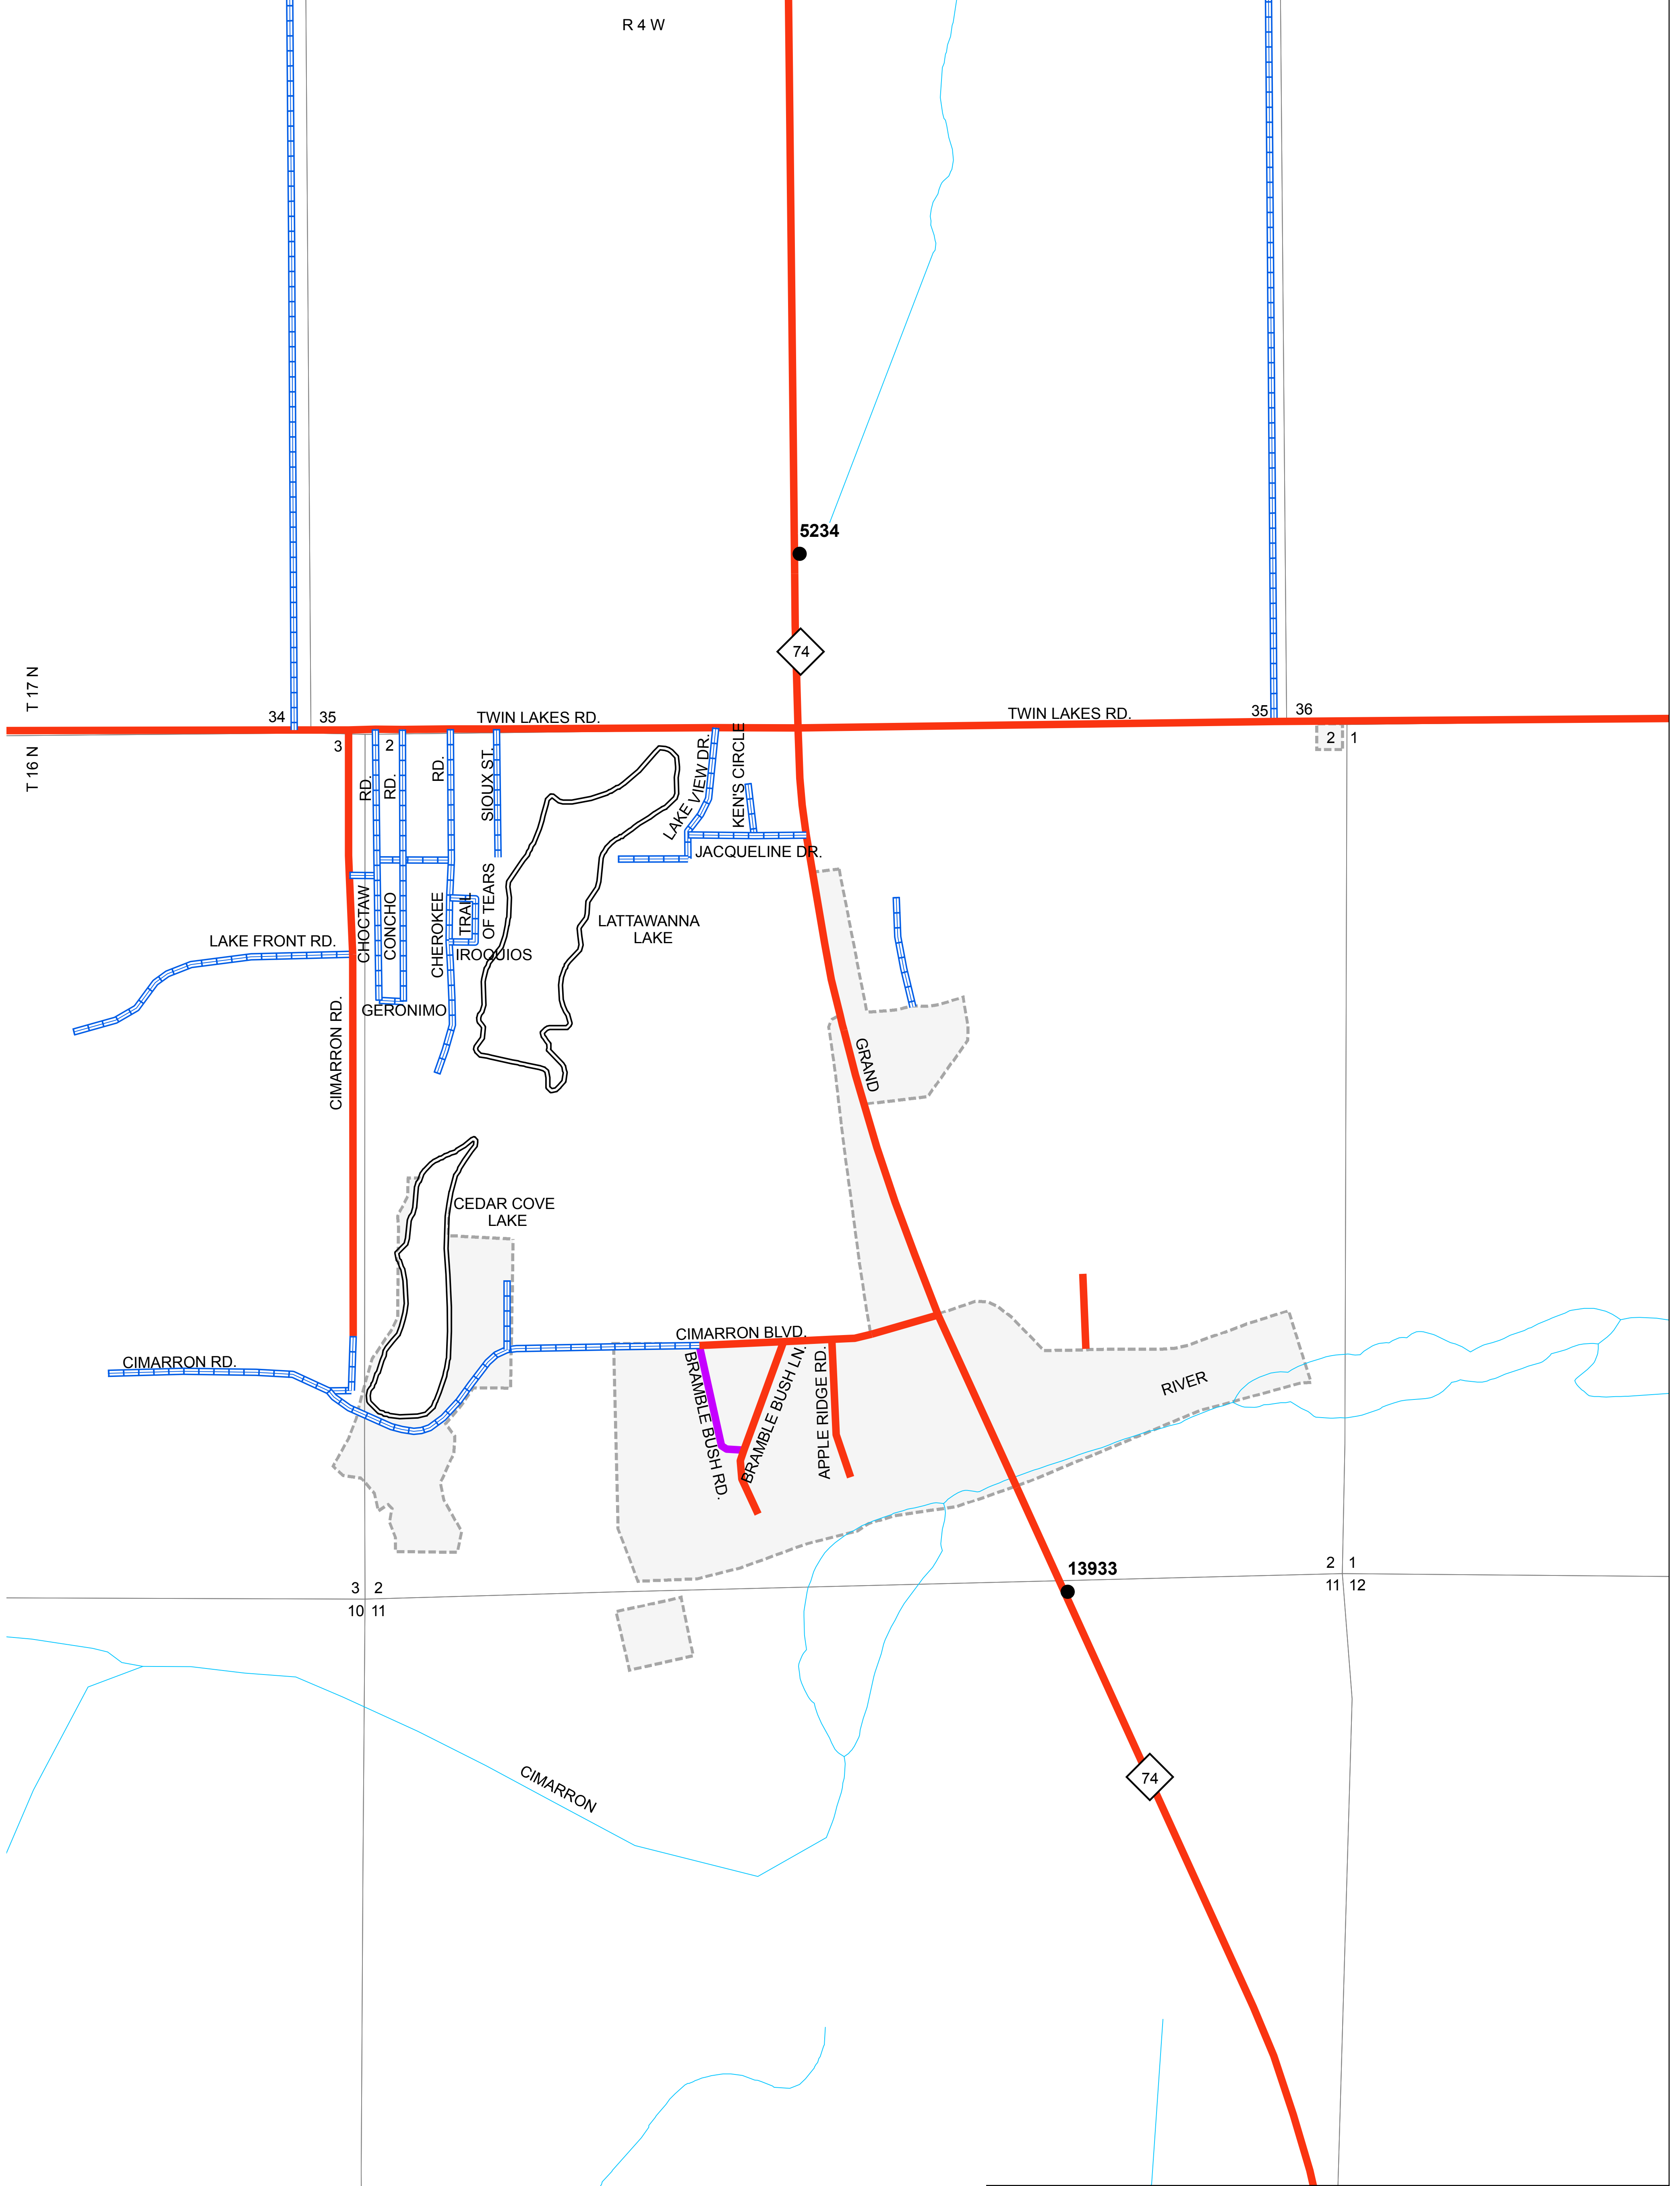 R 4 W
5234
74
T 17 N
34
35
TWIN LAKES RD.
TWIN LAKES RD.
35
36
T 16 N
3
2
2
1
RD.
RD.
RD.
SIOUX ST.
LAKE VIEW DR.
KEN'S CIRCLE
JACQUELINE DR.
CHOCTAW
CONCHO
CHEROKEE
TRAIL
OF TEARS
LATTAWANNA
LAKE
LAKE FRONT RD.
IROQUIOS
GERONIMO
CIMARRON RD.
GRAND
CEDAR COVE
LAKE
CIMARRON BLVD.
CIMARRON RD.
BRAMBLE BUSH RD.
BRAMBLE BUSH LN.
APPLE RIDGE RD.
RIVER
13933
3
2
2
1
10
11
11
12
74
CIMARRON